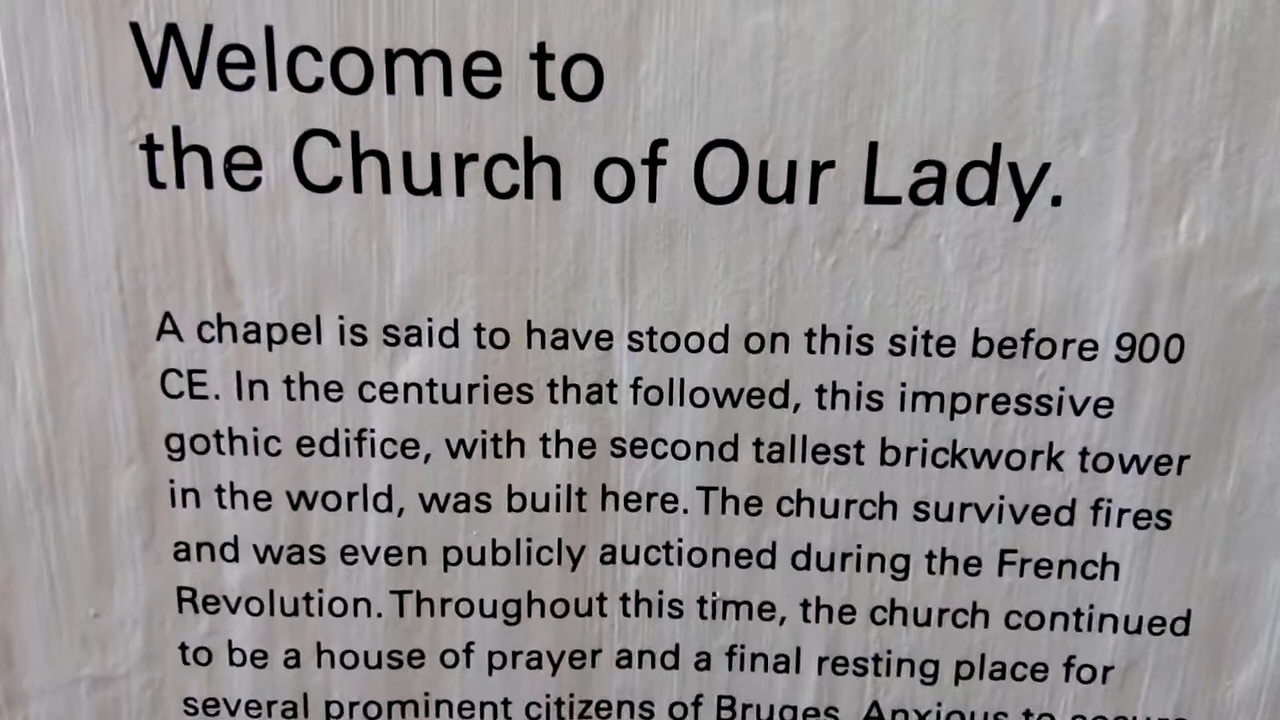 Welcome to
the Church of Our Lady.
A chapel is said to have stood on this site before 900
CE. In the centuries that followed, this impressive
gothic edifice, with the second tallest brickwork tower
in the world, was built here. The church survived fires
and was even publicly auctioned during the French
Revolution. Throughout this time, the church continued
to be a house of prayer and a final resting place for
several prominent citizens of Bruges. Anxious to